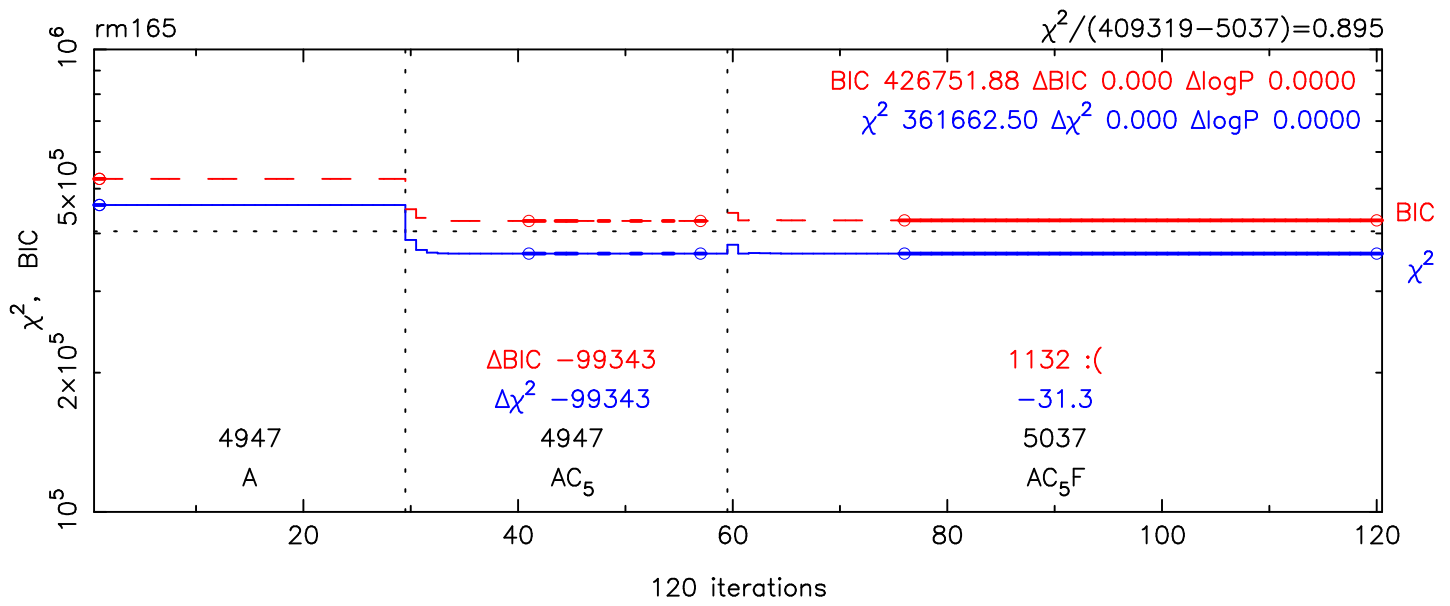 rm165 χ²/(409319−5037)=0.895
10⁶
BIC 426751.88 ΔBIC 0.000 ΔlogP 0.0000
χ² 361662.50 Δχ² 0.000 ΔlogP 0.0000
5×10⁵
BIC
χ²
χ², BIC
2×10⁵
ΔBIC −99343 1132 :(
Δχ² −99343 −31.3
4947 4947 5037
A AC₅ AC₅F
10⁵
20 40 60 80 100 120
120 iterations